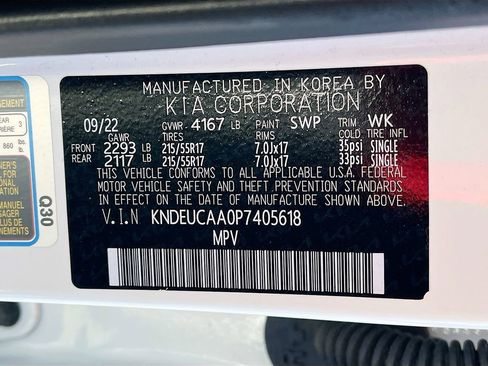 MANUFACTURED IN KOREA BY
KIA CORPORATION
09/22 GVWR 4167 LB PAINT SWP TRIM WK
GAWR TIRES RIMS COLD TIRE INFL
FRONT 2293 LB 215/55R17 7.0Jx17 35psi SINGLE
REAR 2117 LB 215/55R17 7.0Jx17 33psi SINGLE
THIS VEHICLE CONFORMS TO ALL APPLICABLE U.S.A. FEDERAL
MOTOR VEHICLE SAFETY AND THEFT PREVENTION STANDARDS
IN EFFECT ON THE DATE OF MANUFACTURE SHOWN ABOVE
V.I.N KNDEUCAA0P7405618
MPV
Q30
3
860 lbs.